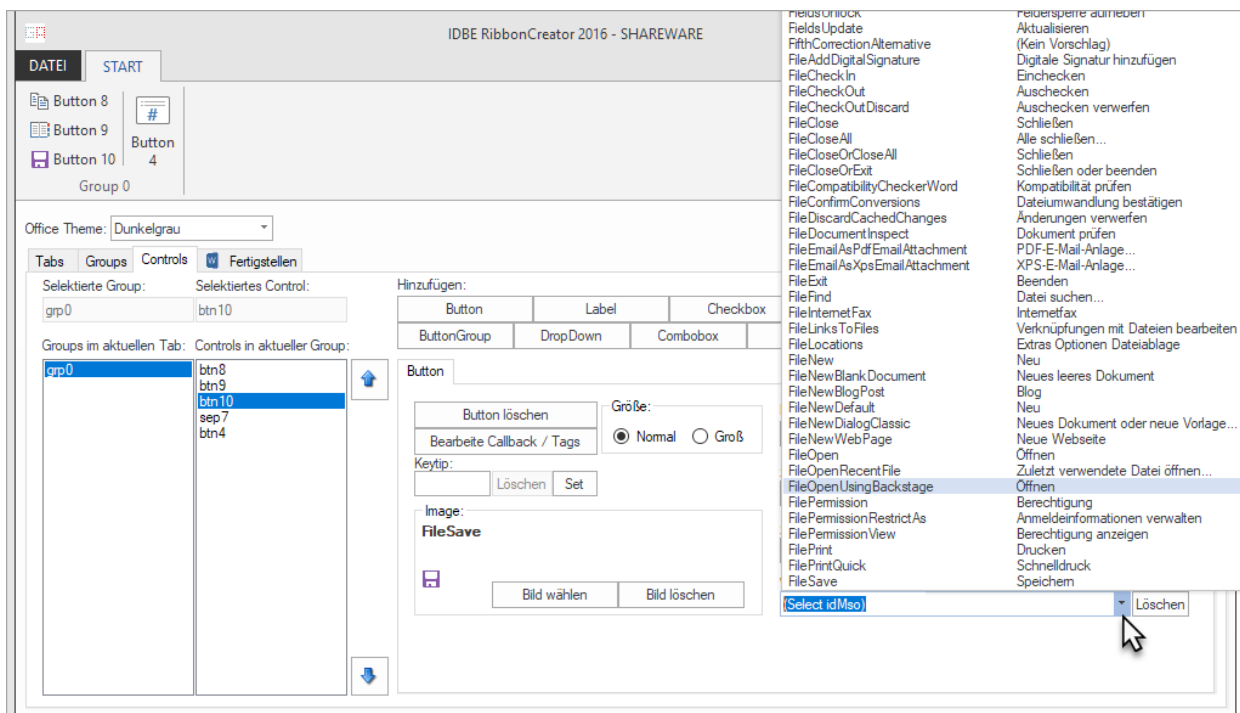 IDBE RibbonCreator 2016 - SHAREWARE
DATEI START
Button 8
Button 9
Button 10
Button
4
Group 0
Office Theme: Dunkelgrau
Tabs Groups Controls Fertigstellen
Selektierte Group: Selektiertes Control:
grp0 btn10
Groups im aktuellen Tab: Controls in aktueller Group:
grp0
btn8
btn9
btn10
sep7
btn4
Hinzufügen:
Button Label Checkbox
ButtonGroup DropDown Combobox
Button
Button löschen
Bearbeite Callback / Tags
Größe:
Normal Groß
Keytip:
Löschen Set
Image:
FileSave
Bild wählen Bild löschen
FieldsUnlock Feldersperre aufheben
FieldsUpdate Aktualisieren
FifthCorrectionAlternative (Kein Vorschlag)
FileAddDigitalSignature Digitale Signatur hinzufügen
FileCheckIn Einchecken
FileCheckOut Auschecken
FileCheckOutDiscard Auschecken verwerfen
FileClose Schließen
FileCloseAll Alle schließen...
FileCloseOrCloseAll Schließen
FileCloseOrExit Schließen oder beenden
FileCompatibilityCheckerWord Kompatibilität prüfen
FileConfirmConversions Dateiumwandlung bestätigen
FileDiscardCachedChanges Änderungen verwerfen
FileDocumentInspect Dokument prüfen
FileEmailAsPdfEmailAttachment PDF-E-Mail-Anlage...
FileEmailAsXpsEmailAttachment XPS-E-Mail-Anlage...
FileExit Beenden
FileFind Datei suchen...
FileInternetFax Internetfax
FileLinksToFiles Verknüpfungen mit Dateien bearbeiten
FileLocations Extras Optionen Dateiablage
FileNew Neu
FileNewBlankDocument Neues leeres Dokument
FileNewBlogPost Blog
FileNewDefault Neu
FileNewDialogClassic Neues Dokument oder neue Vorlage...
FileNewWebPage Neue Webseite
FileOpen Öffnen
FileOpenRecentFile Zuletzt verwendete Datei öffnen...
FileOpenUsingBackstage Öffnen
FilePermission Berechtigung
FilePermissionRestrictAs Anmeldeinformationen verwalten
FilePermissionView Berechtigung anzeigen
FilePrint Drucken
FilePrintQuick Schnelldruck
FileSave Speichern
(Select idMso) Löschen